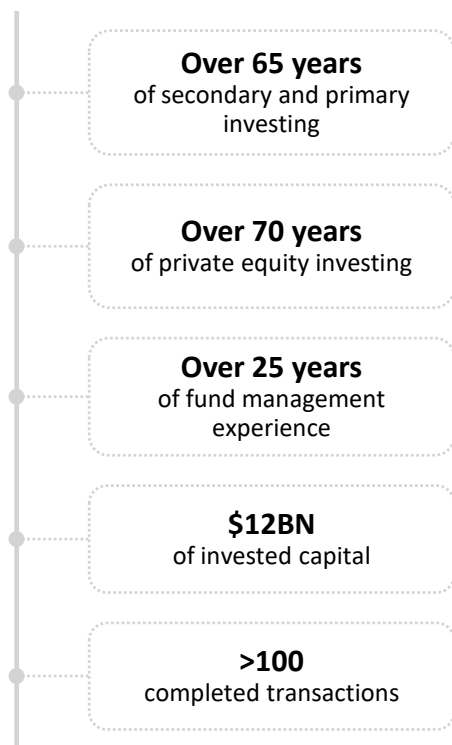 Over 65 years
of secondary and primary
investing
Over 70 years
of private equity investing
Over 25 years
of fund management
experience
$12BN
of invested capital
>100
completed transactions